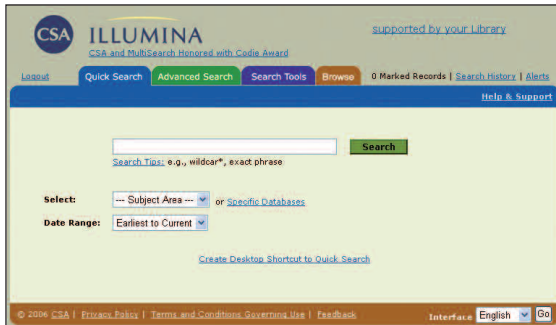 CSA ILLUMINA
supported by your Library
CSA and MultiSearch Honored with Codie Award
Logout Quick Search Advanced Search Search Tools Browse 0 Marked Records | Search History | Alerts
Help & Support
Search
Search Tips: e.g., wildcar*, exact phrase
Select: --- Subject Area --- or Specific Databases
Date Range: Earliest to Current
Create Desktop Shortcut to Quick Search
© 2006 CSA | Privacy Policy | Terms and Conditions Governing Use | Feedback Interface English Go